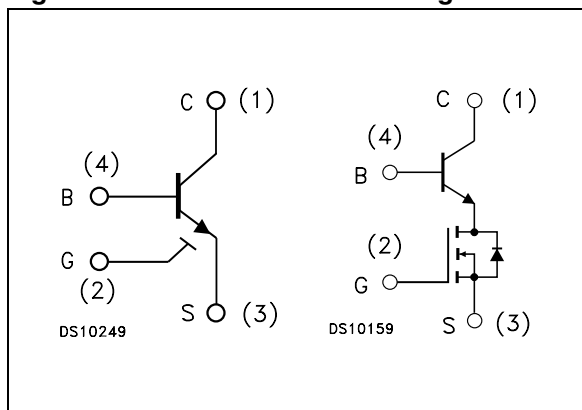 C (1)
(4)
B
G
(2)
S (3)
DS10249
C (1)
(4)
B
(2)
G
S (3)
DS10159